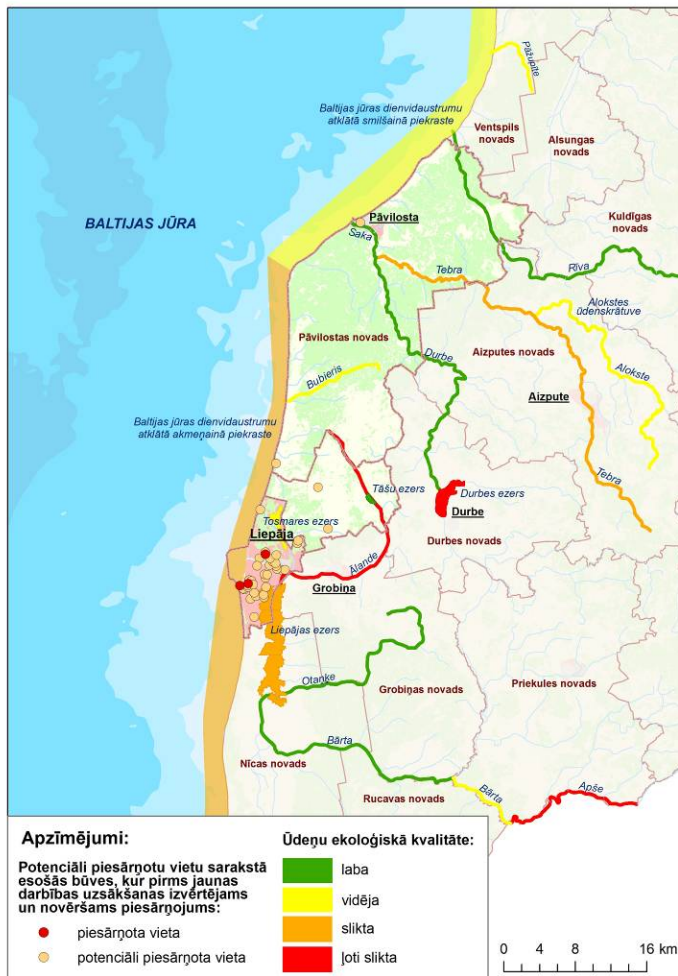 Pāžupīte
Baltijas jūras dienvidaustrumu
atklātā smilšainā piekraste
Ventspils
novads
Alsungas
novads
BALTIJAS JŪRA
Pāvilosta
Kuldīgas
novads
Saka
Tebra
Rīva
Alokstes
ūdenskrātuve
Pāvilostas novads
Durbe
Aizputes novads
Alokste
Bubieris
Aizpute
Baltijas jūras dienvidaustrumu
atklātā akmeņainā piekraste
Tebra
Tāšu ezers
Durbes ezers
Tosmares ezers
Durbe
Liepāja
Durbes novads
Ālande
Grobiņa
Liepājas ezers
Otaņķe
Grobiņas novads
Priekules novads
Bārta
Nīcas novads
Bārta
Apše
Rucavas novads
Apzīmējumi:
Potenciāli piesārņotu vietu sarakstā
esošās būves, kur pirms jaunas
darbības uzsākšanas izvērtējams
un novēršams piesārņojums:
piesārņota vieta
potenciāli piesārņota vieta
Ūdeņu ekoloģiskā kvalitāte:
laba
vidēja
slikta
ļoti slikta
0 4 8 16 km